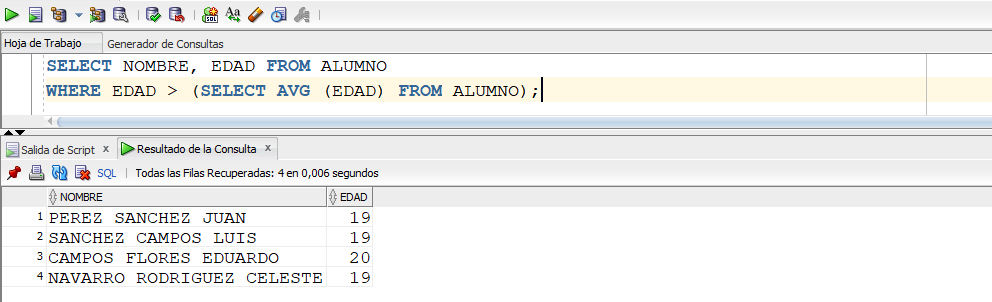 SQL
Aa
Hoja de Trabajo Generador de Consultas
SELECT NOMBRE, EDAD FROM ALUMNO
WHERE EDAD > (SELECT AVG (EDAD) FROM ALUMNO);
Salida de Script x Resultado de la Consulta x
SQL Todas las Filas Recuperadas: 4 en 0,006 segundos
NOMBRE EDAD
1 PEREZ SANCHEZ JUAN 19
2 SANCHEZ CAMPOS LUIS 19
3 CAMPOS FLORES EDUARDO 20
4 NAVARRO RODRIGUEZ CELESTE 19